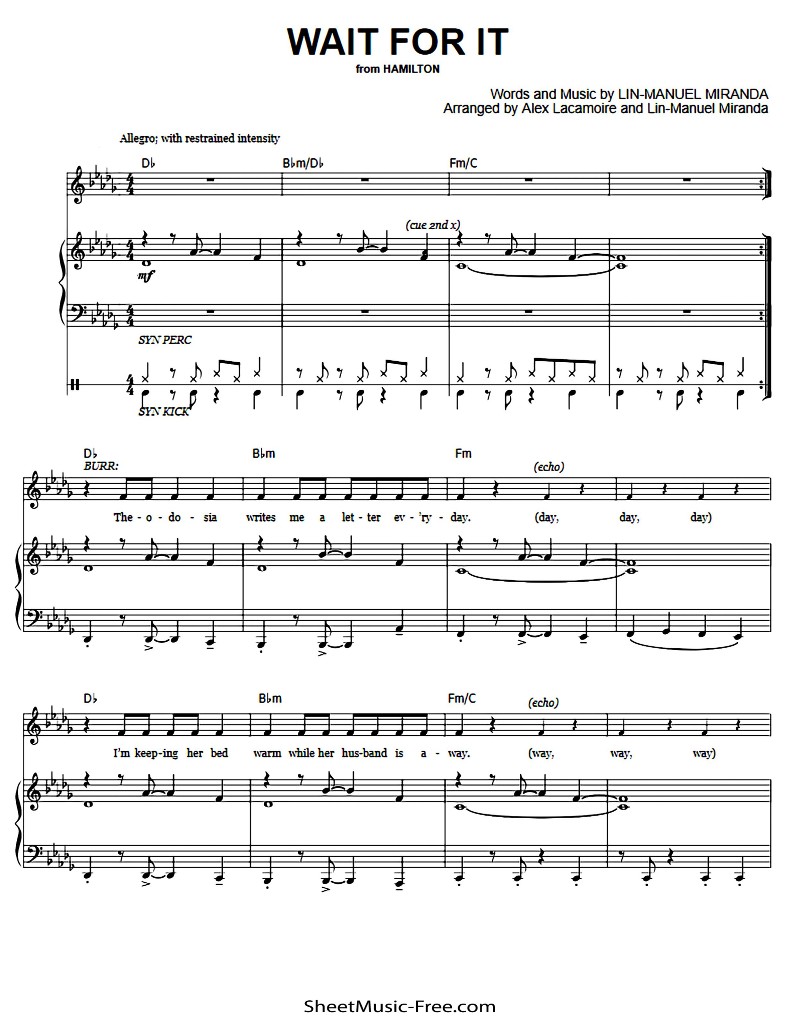 WAIT FOR IT
from HAMILTON
Words and Music by LIN-MANUEL MIRANDA
Arranged by Alex Lacamoire and Lin-Manuel Miranda
Allegro; with restrained intensity
D♭ B♭m/D♭ Fm/C
(cue 2nd x)
mf
SYN PERC
SYN KICK
D♭ B♭m Fm
BURR: (echo)
The - o - do - sia writes me a let - ter ev - 'ry - day. (day, day, day)
D♭ B♭m Fm/C
(echo)
I'm keep-ing her bed warm while her hus-band is a - way. (way, way, way)
SheetMusic-Free.com